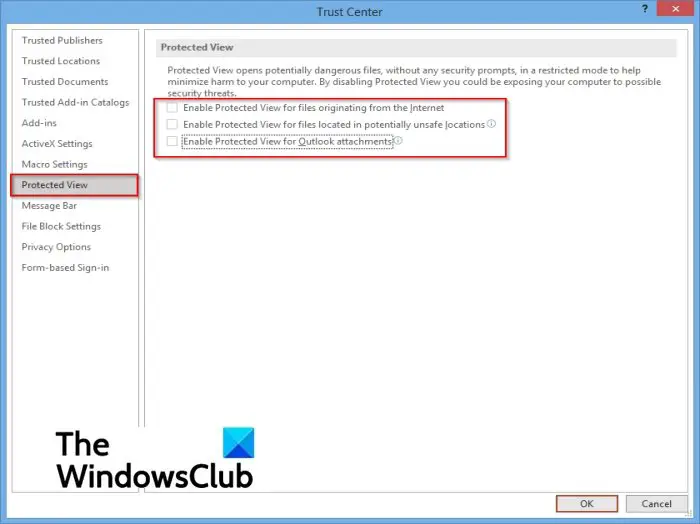 Trust Center
?
Trusted Publishers
Trusted Locations
Trusted Documents
Trusted Add-in Catalogs
Add-ins
ActiveX Settings
Macro Settings
Protected View
Message Bar
File Block Settings
Privacy Options
Form-based Sign-in
Protected View
Protected View opens potentially dangerous files, without any security prompts, in a restricted mode to help
minimize harm to your computer. By disabling Protected View you could be exposing your computer to possible
security threats.
Enable Protected View for files originating from the Internet
Enable Protected View for files located in potentially unsafe locations
Enable Protected View for Outlook attachments
The
WindowsClub
OK
Cancel